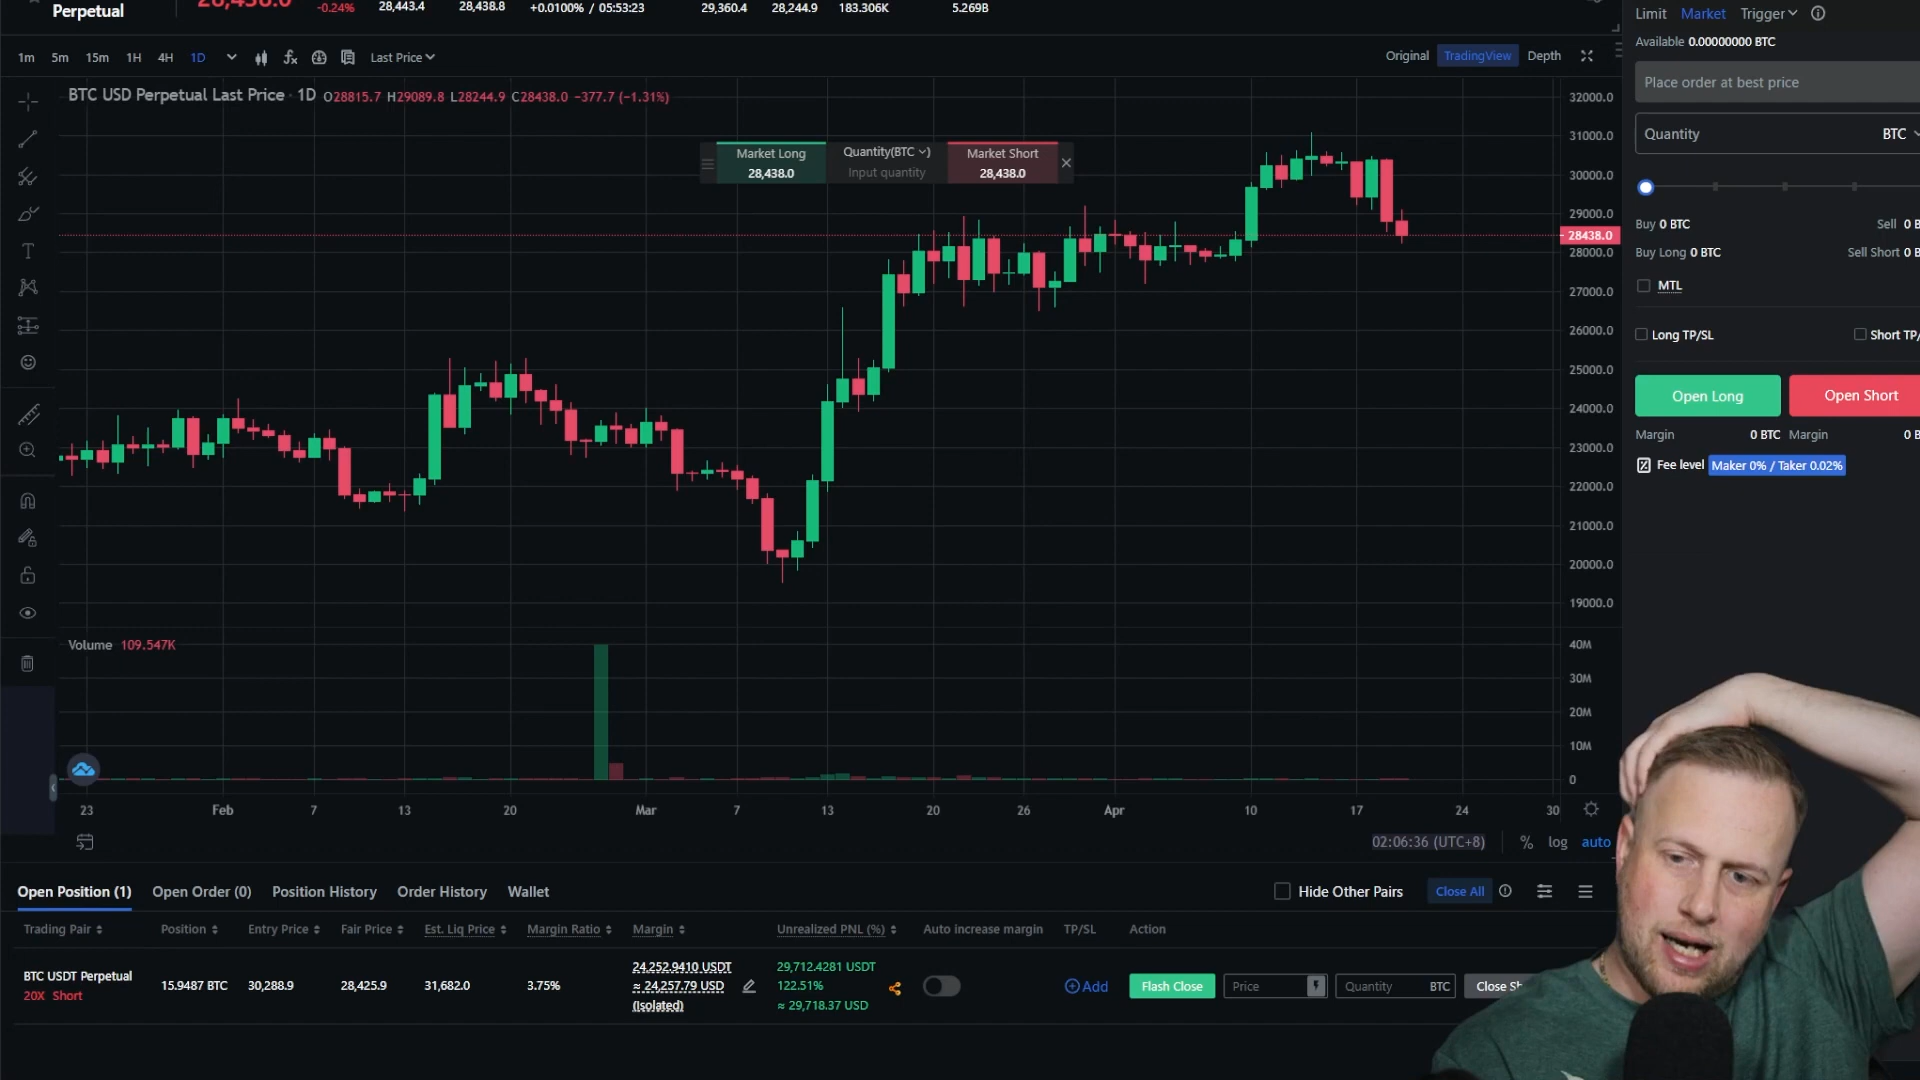 Perpetual
-0.24%
28,443.4
28,438.8
+0.0100% / 05:53:23
29,360.4
28,244.9
183.306K
5.269B
1m 5m 15m 1H 4H 1D Last Price
Original TradingView Depth
BTC USD Perpetual Last Price · 1D O28815.7 H29089.8 L28244.9 C28438.0 −377.7 (−1.31%)
Market Long
28,438.0
Quantity(BTC
Input quantity
Market Short
28,438.0
32000.0
31000.0
30000.0
29000.0
28438.0
28000.0
27000.0
26000.0
25000.0
24000.0
23000.0
22000.0
21000.0
20000.0
19000.0
Volume 109.547K
40M
30M
20M
10M
0
23 Feb 7 13 20 Mar 7 13 20 26 Apr 10 17 24 30
02:06:36 (UTC+8) % log auto
Limit Market Trigger
Available 0.00000000 BTC
Place order at best price
Quantity BTC
Buy 0 BTC Sell 0 B
Buy Long 0 BTC Sell Short 0 B
MTL
Long TP/SL Short TP/
Open Long Open Short
Margin 0 BTC Margin 0 B
Fee level Maker 0% / Taker 0.02%
Open Position (1) Open Order (0) Position History Order History Wallet
Hide Other Pairs Close All
Trading Pair Position Entry Price Fair Price Est. Liq Price Margin Ratio Margin Unrealized PNL (%) Auto increase margin TP/SL Action
BTC USDT Perpetual
20X Short
15.9487 BTC
30,288.9
28,425.9
31,682.0
3.75%
24,252.9410 USDT
≈ 24,257.79 USD
(Isolated)
29,712.4281 USDT
122.51%
≈ 29,718.37 USD
Add
Flash Close
Price
Quantity BTC
Close Sh